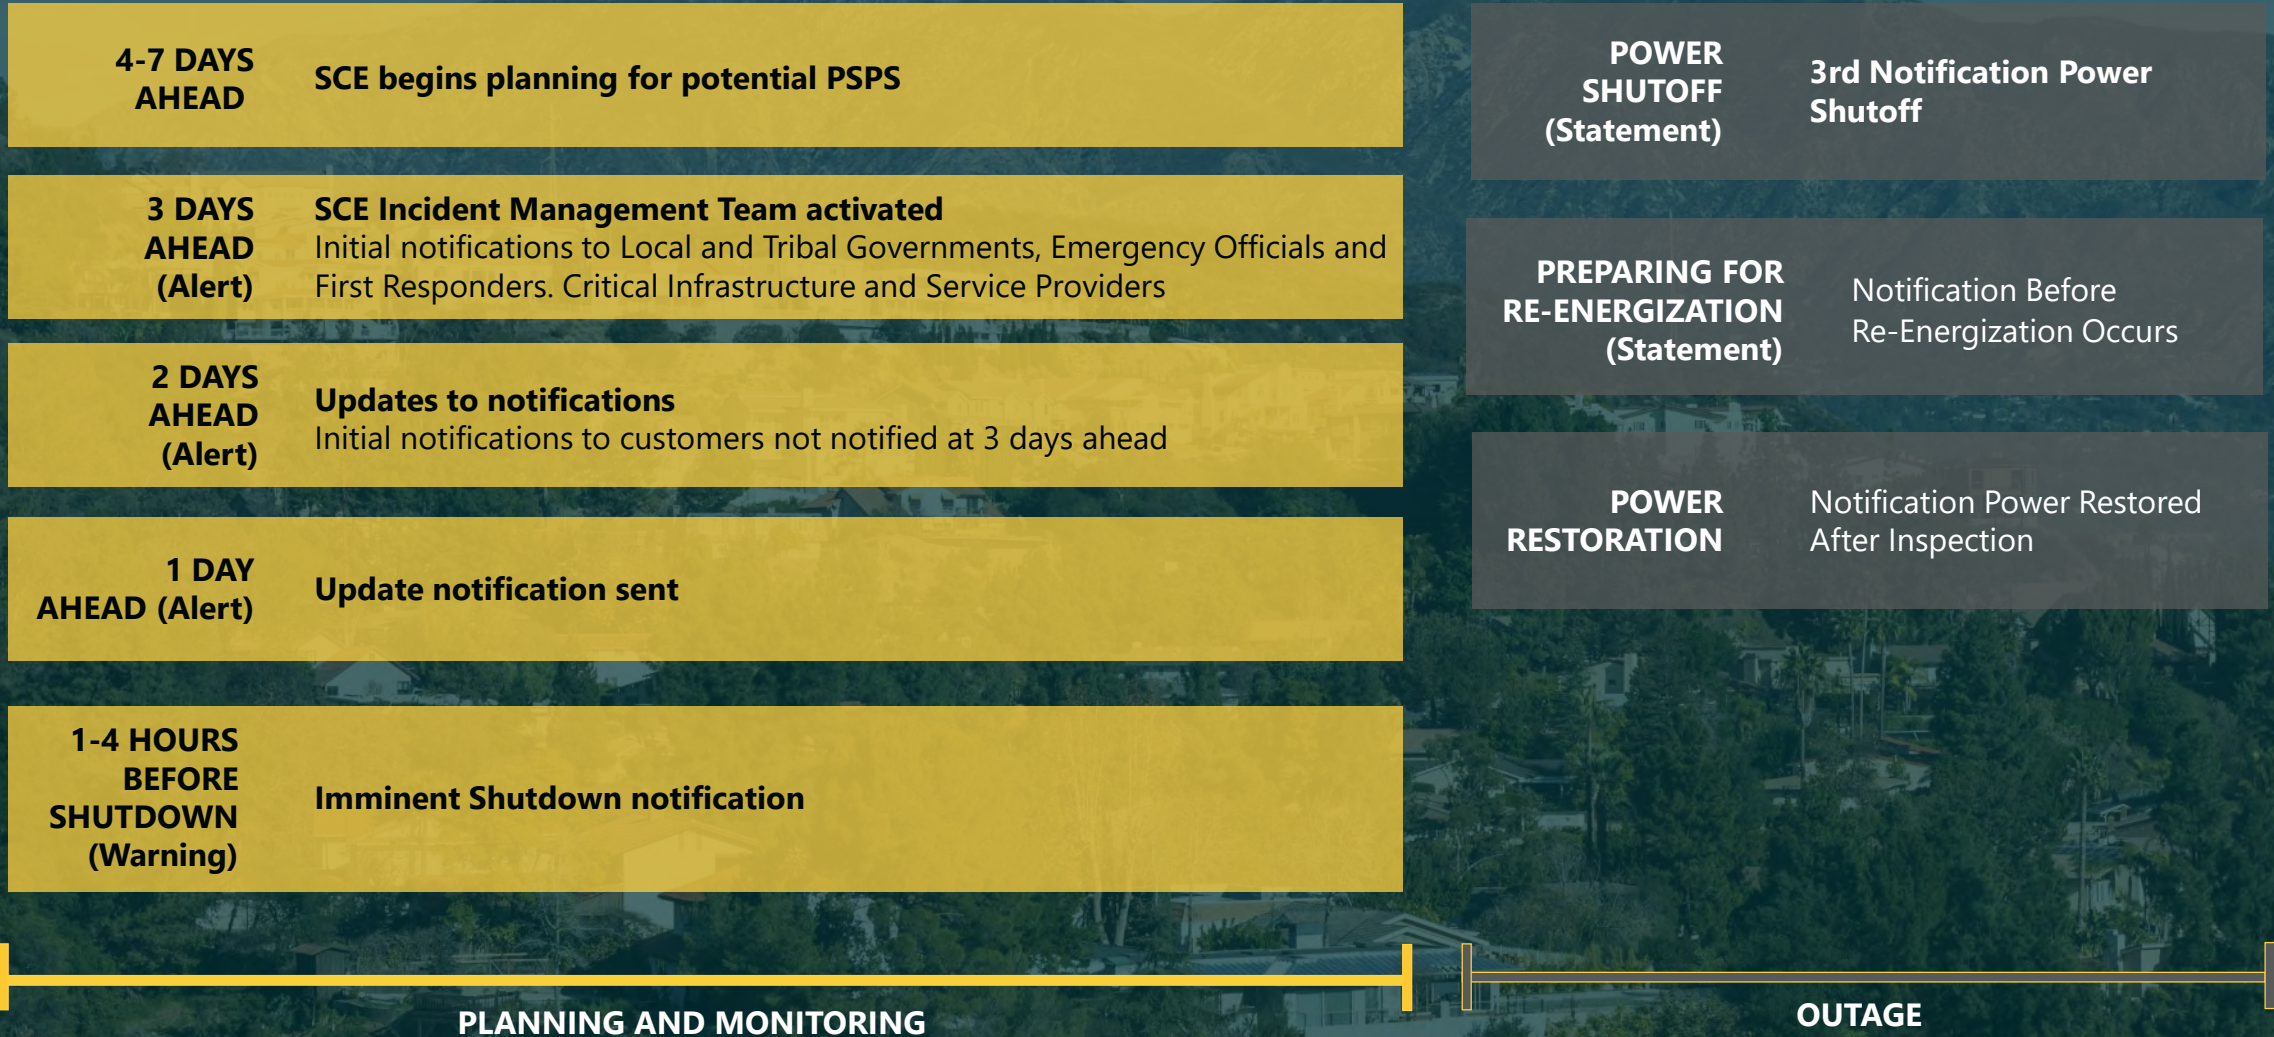 4-7 DAYS
AHEAD
SCE begins planning for potential PSPS
3 DAYS
AHEAD
(Alert)
SCE Incident Management Team activated
Initial notifications to Local and Tribal Governments, Emergency Officials and
First Responders. Critical Infrastructure and Service Providers
2 DAYS
AHEAD
(Alert)
Updates to notifications
Initial notifications to customers not notified at 3 days ahead
1 DAY
AHEAD (Alert)
Update notification sent
1-4 HOURS
BEFORE
SHUTDOWN
(Warning)
Imminent Shutdown notification
PLANNING AND MONITORING
POWER
SHUTOFF
(Statement)
3rd Notification Power
Shutoff
PREPARING FOR
RE-ENERGIZATION
(Statement)
Notification Before
Re-Energization Occurs
POWER
RESTORATION
Notification Power Restored
After Inspection
OUTAGE